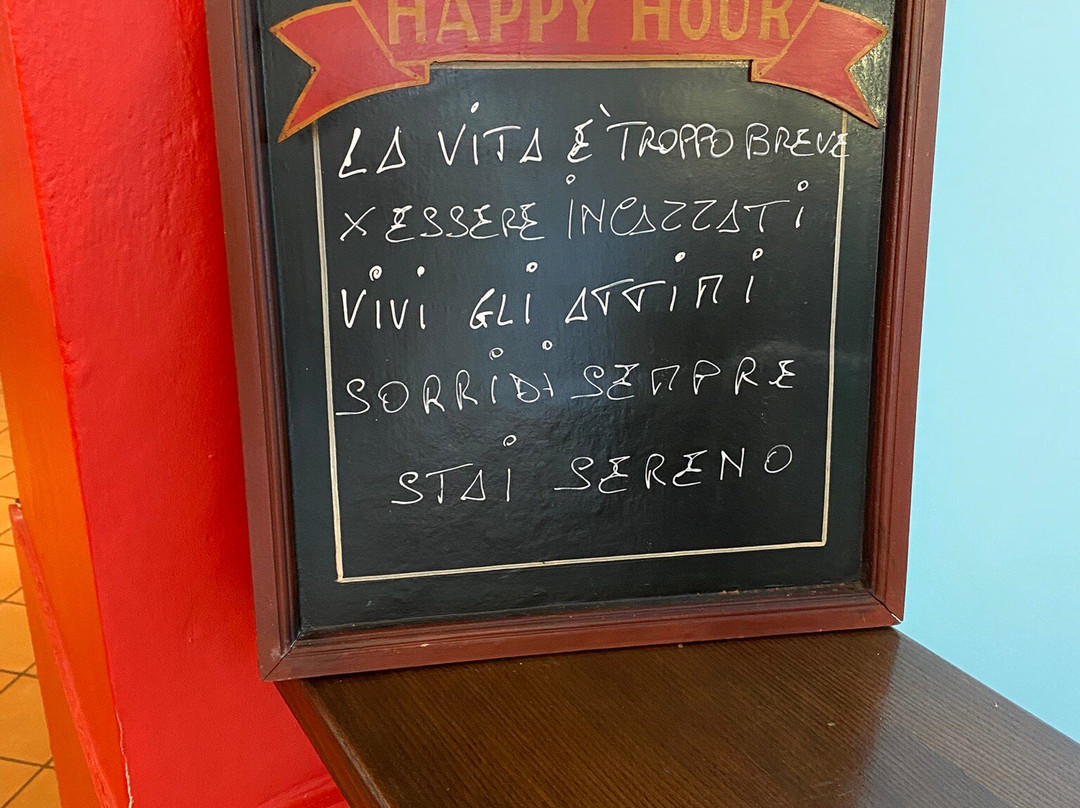 HAPPY HOUR
LA VITA È TROPPO BREVE
X ESSERE INCAZZATI
VIVI GLI ATTIMI
SORRIDI SEMPRE
STAI SERENO